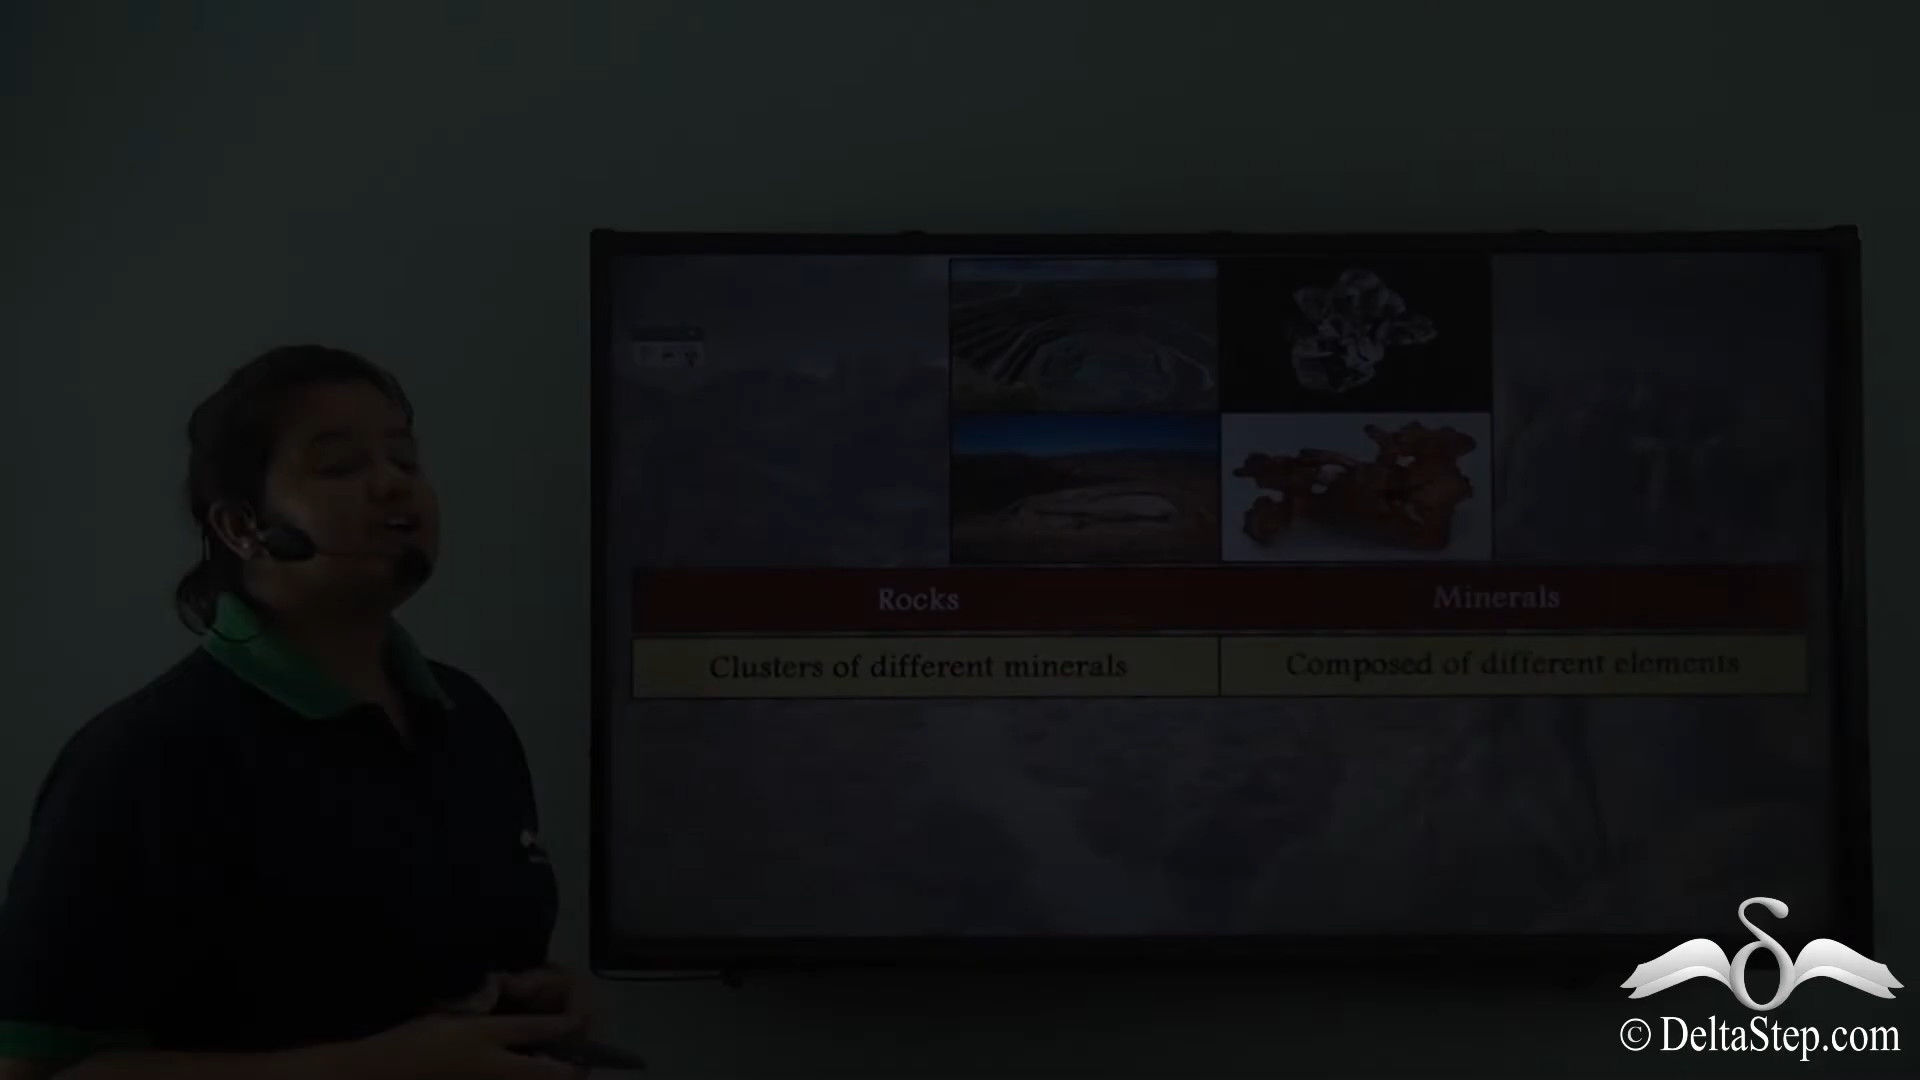 Rocks
Minerals
Clusters of different minerals
Composed of different elements
© DeltaStep.com